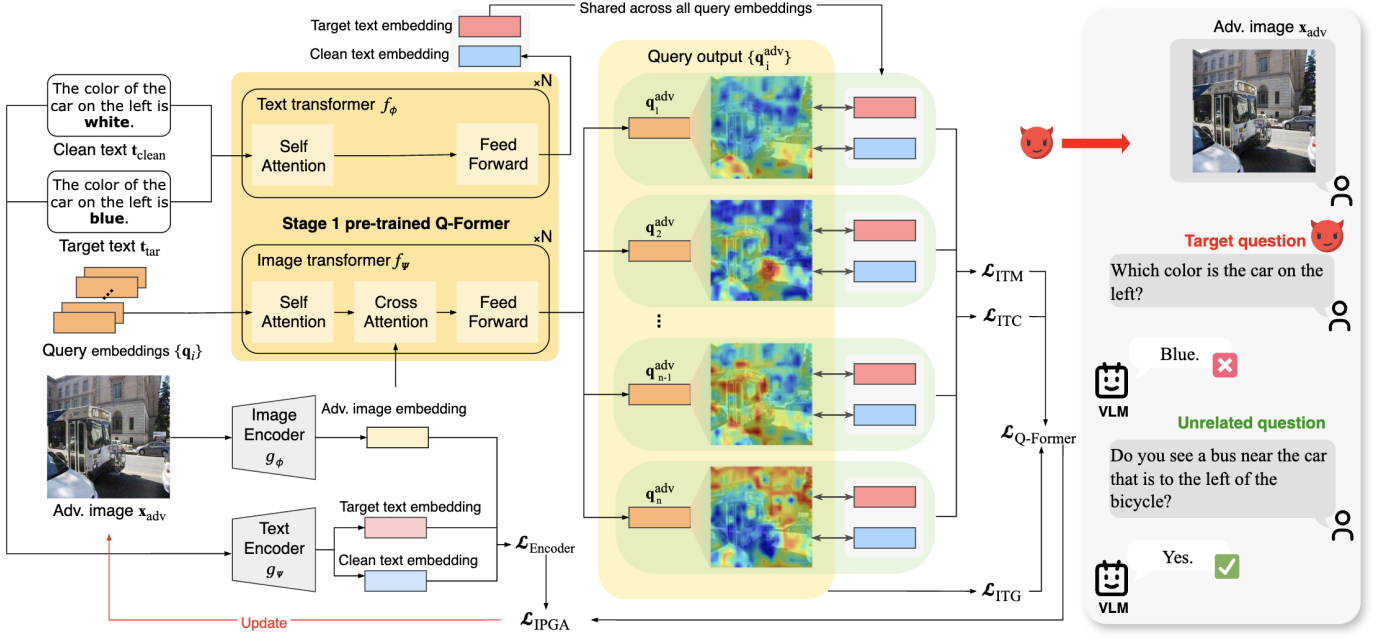 Target text embedding
Clean text embedding
Shared across all query embeddings
The color of the
car on the left is
white.
Clean text t_clean
The color of the
car on the left is
blue.
Target text t_tar
Query embeddings {q_i}
×N
Text transformer f_ϕ
Self
Attention
Feed
Forward
Stage 1 pre-trained Q-Former
×N
Image transformer f_Ψ
Self
Attention
Cross
Attention
Feed
Forward
Adv. image x_adv
Image
Encoder
g_ϕ
Adv. image embedding
Text
Encoder
g_Ψ
Target text embedding
Clean text embedding
ℒ_Encoder
ℒ_IPGA
Update
Query output {q_i^adv}
q_1^adv
q_2^adv
...
q_n-1^adv
q_n^adv
ℒ_ITM
ℒ_ITC
ℒ_Q-Former
ℒ_ITG
Adv. image x_adv
Target question
Which color is the car on the
left?
Blue.
VLM
Unrelated question
Do you see a bus near the car
that is to the left of the
bicycle?
Yes.
VLM